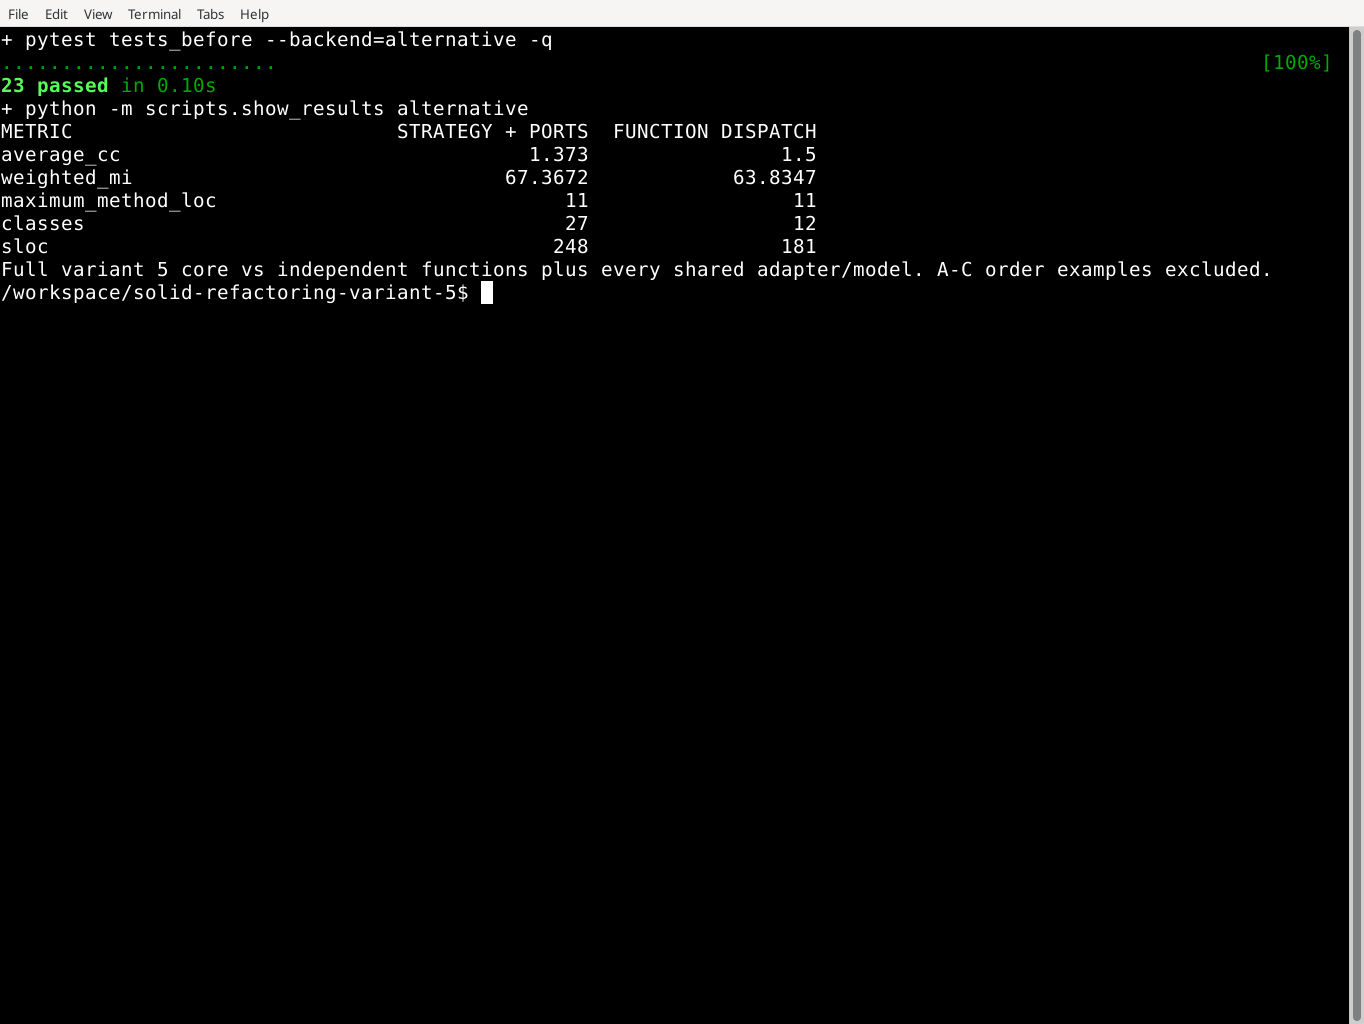 File Edit View Terminal Tabs Help
+ pytest tests_before --backend=alternative -q
....................... [100%]
23 passed in 0.10s
+ python -m scripts.show_results alternative
METRIC STRATEGY + PORTS FUNCTION DISPATCH
average_cc 1.373 1.5
weighted_mi 67.3672 63.8347
maximum_method_loc 11 11
classes 27 12
sloc 248 181
Full variant 5 core vs independent functions plus every shared adapter/model. A-C order examples excluded.
/workspace/solid-refactoring-variant-5$